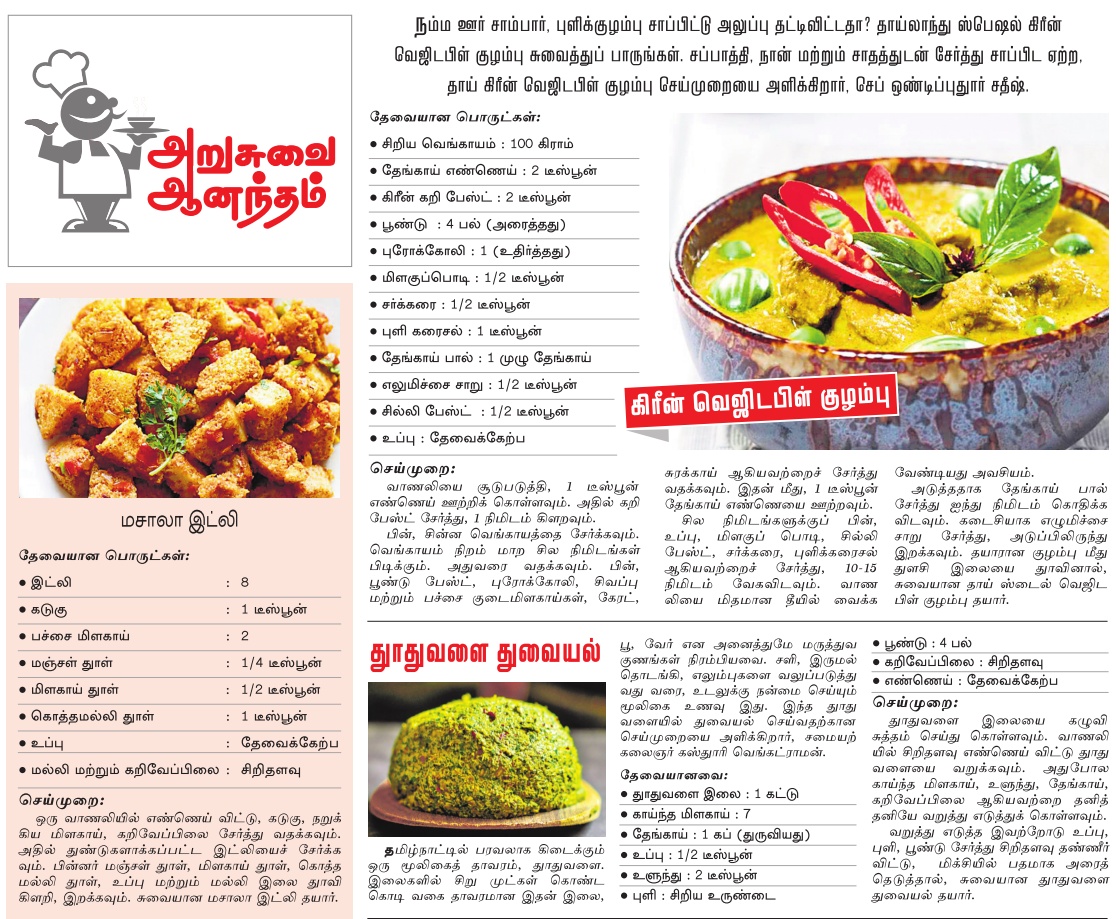 அறுசுவை
ஆனந்தம்
நம்ம ஊர் சாம்பார், புளிக்குழம்பு சாப்பிட்டு அலுப்பு தட்டிவிட்டதா? தாய்லாந்து ஸ்பெஷல் கிரீன்
வெஜிடபிள் குழம்பு சுவைத்துப் பாருங்கள். சப்பாத்தி, நான் மற்றும் சாதத்துடன் சேர்த்து சாப்பிட ஏற்ற,
தாய் கிரீன் வெஜிடபிள் குழம்பு செய்முறையை அளிக்கிறார், செப் ஒண்டிப்புதுார் சதீஷ்.
தேவையான பொருட்கள்:
● சிறிய வெங்காயம் : 100 கிராம்
● தேங்காய் எண்ணெய் : 2 டீஸ்பூன்
● கிரீன் கறி பேஸ்ட் : 2 டீஸ்பூன்
● பூண்டு : 4 பல் (அரைத்தது)
● புரோக்கோலி : 1 (உதிர்த்தது)
● மிளகுப்பொடி : 1/2 டீஸ்பூன்
● சர்க்கரை : 1/2 டீஸ்பூன்
● புளி கரைசல் : 1 டீஸ்பூன்
● தேங்காய் பால் : 1 முழு தேங்காய்
● எலுமிச்சை சாறு : 1/2 டீஸ்பூன்
● சில்லி பேஸ்ட் : 1/2 டீஸ்பூன்
● உப்பு : தேவைக்கேற்ப
கிரீன் வெஜிடபிள் குழம்பு
செய்முறை:
வாணலியை சூடுபடுத்தி, 1 டீஸ்பூன்
எண்ணெய் ஊற்றிக் கொள்ளவும். அதில் கறி
பேஸ்ட் சேர்த்து, 1 நிமிடம் கிளறவும்.
பின், சின்ன வெங்காயத்தை சேர்க்கவும்.
வெங்காயம் நிறம் மாற சில நிமிடங்கள்
பிடிக்கும். அதுவரை வதக்கவும். பின்,
பூண்டு பேஸ்ட், புரோக்கோலி, சிவப்பு
மற்றும் பச்சை குடைமிளகாய்கள், கேரட்,
சுரக்காய் ஆகியவற்றைச் சேர்த்து
வதக்கவும். இதன் மீது, 1 டீஸ்பூன்
தேங்காய் எண்ணெயை ஊற்றவும்.
சில நிமிடங்களுக்குப் பின்,
உப்பு, மிளகுப் பொடி, சில்லி
பேஸ்ட், சர்க்கரை, புளிக்கரைசல்
ஆகியவற்றைச் சேர்த்து, 10-15
நிமிடம் வேகவிடவும். வாண
லியை மிதமான தீயில் வைக்க
வேண்டியது அவசியம்.
அடுத்ததாக தேங்காய் பால்
சேர்த்து ஐந்து நிமிடம் கொதிக்க
விடவும். கடைசியாக எழுமிச்சை
சாறு சேர்த்து, அடுப்பிலிருந்து
இறக்கவும். தயாரான குழம்பு மீது
துளசி இலையை துாவினால்,
சுவையான தாய் ஸ்டைல் வெஜிட
பிள் குழம்பு தயார்.
மசாலா இட்லி
தேவையான பொருட்கள்:
● இட்லி : 8
● கடுகு : 1 டீஸ்பூன்
● பச்சை மிளகாய் : 2
● மஞ்சள் துாள் : 1/4 டீஸ்பூன்
● மிளகாய் துாள் : 1/2 டீஸ்பூன்
● கொத்தமல்லி துாள் : 1 டீஸ்பூன்
● உப்பு : தேவைக்கேற்ப
● மல்லி மற்றும் கறிவேப்பிலை : சிறிதளவு
செய்முறை:
ஒரு வாணலியில் எண்ணெய் விட்டு, கடுகு, நறுக்
கிய மிளகாய், கறிவேப்பிலை சேர்த்து வதக்கவும்.
அதில் துண்டுகளாக்கப்பட்ட இட்லியைச் சேர்க்க
வும். பின்னர் மஞ்சள் துாள், மிளகாய் துாள், கொத்த
மல்லி துாள், உப்பு மற்றும் மல்லி இலை துாவி
கிளறி, இறக்கவும். சுவையான மசாலா இட்லி தயார்.
துாதுவளை துவையல்
தமிழ்நாட்டில் பரவலாக கிடைக்கும்
ஒரு மூலிகைத் தாவரம், துாதுவளை.
இலைகளில் சிறு முட்கள் கொண்ட
கொடி வகை தாவரமான இதன் இலை,
பூ, வேர் என அனைத்துமே மருத்துவ
குணங்கள் நிரம்பியவை. சளி, இருமல்
தொடங்கி, எலும்புகளை வலுப்படுத்து
வது வரை, உடலுக்கு நன்மை செய்யும்
மூலிகை உணவு இது. இந்த துாது
வளையில் துவையல் செய்வதற்கான
செய்முறையை அளிக்கிறார், சமையற்
கலைஞர் கஸ்துாரி வெங்கட்ராமன்.
தேவையானவை:
● துாதுவளை இலை : 1 கட்டு
● காய்ந்த மிளகாய் : 7
● தேங்காய் : 1 கப் (துருவியது)
● உப்பு : 1/2 டீஸ்பூன்
● உளுந்து : 2 டீஸ்பூன்
● புளி : சிறிய உருண்டை
● பூண்டு : 4 பல்
● கறிவேப்பிலை : சிறிதளவு
● எண்ணெய் : தேவைக்கேற்ப
செய்முறை:
துாதுவளை இலையை கழுவி
சுத்தம் செய்து கொள்ளவும். வாணலி
யில் சிறிதளவு எண்ணெய் விட்டு துாது
வளையை வறுக்கவும். அதுபோல
காய்ந்த மிளகாய், உளுந்து, தேங்காய்,
கறிவேப்பிலை ஆகியவற்றை தனித்
தனியே வறுத்து எடுத்துக் கொள்ளவும்.
வறுத்து எடுத்த இவற்றோடு உப்பு,
புளி, பூண்டு சேர்த்து சிறிதளவு தண்ணீர்
விட்டு, மிக்சியில் பதமாக அரைத்
தெடுத்தால், சுவையான துாதுவளை
துவையல் தயார்.